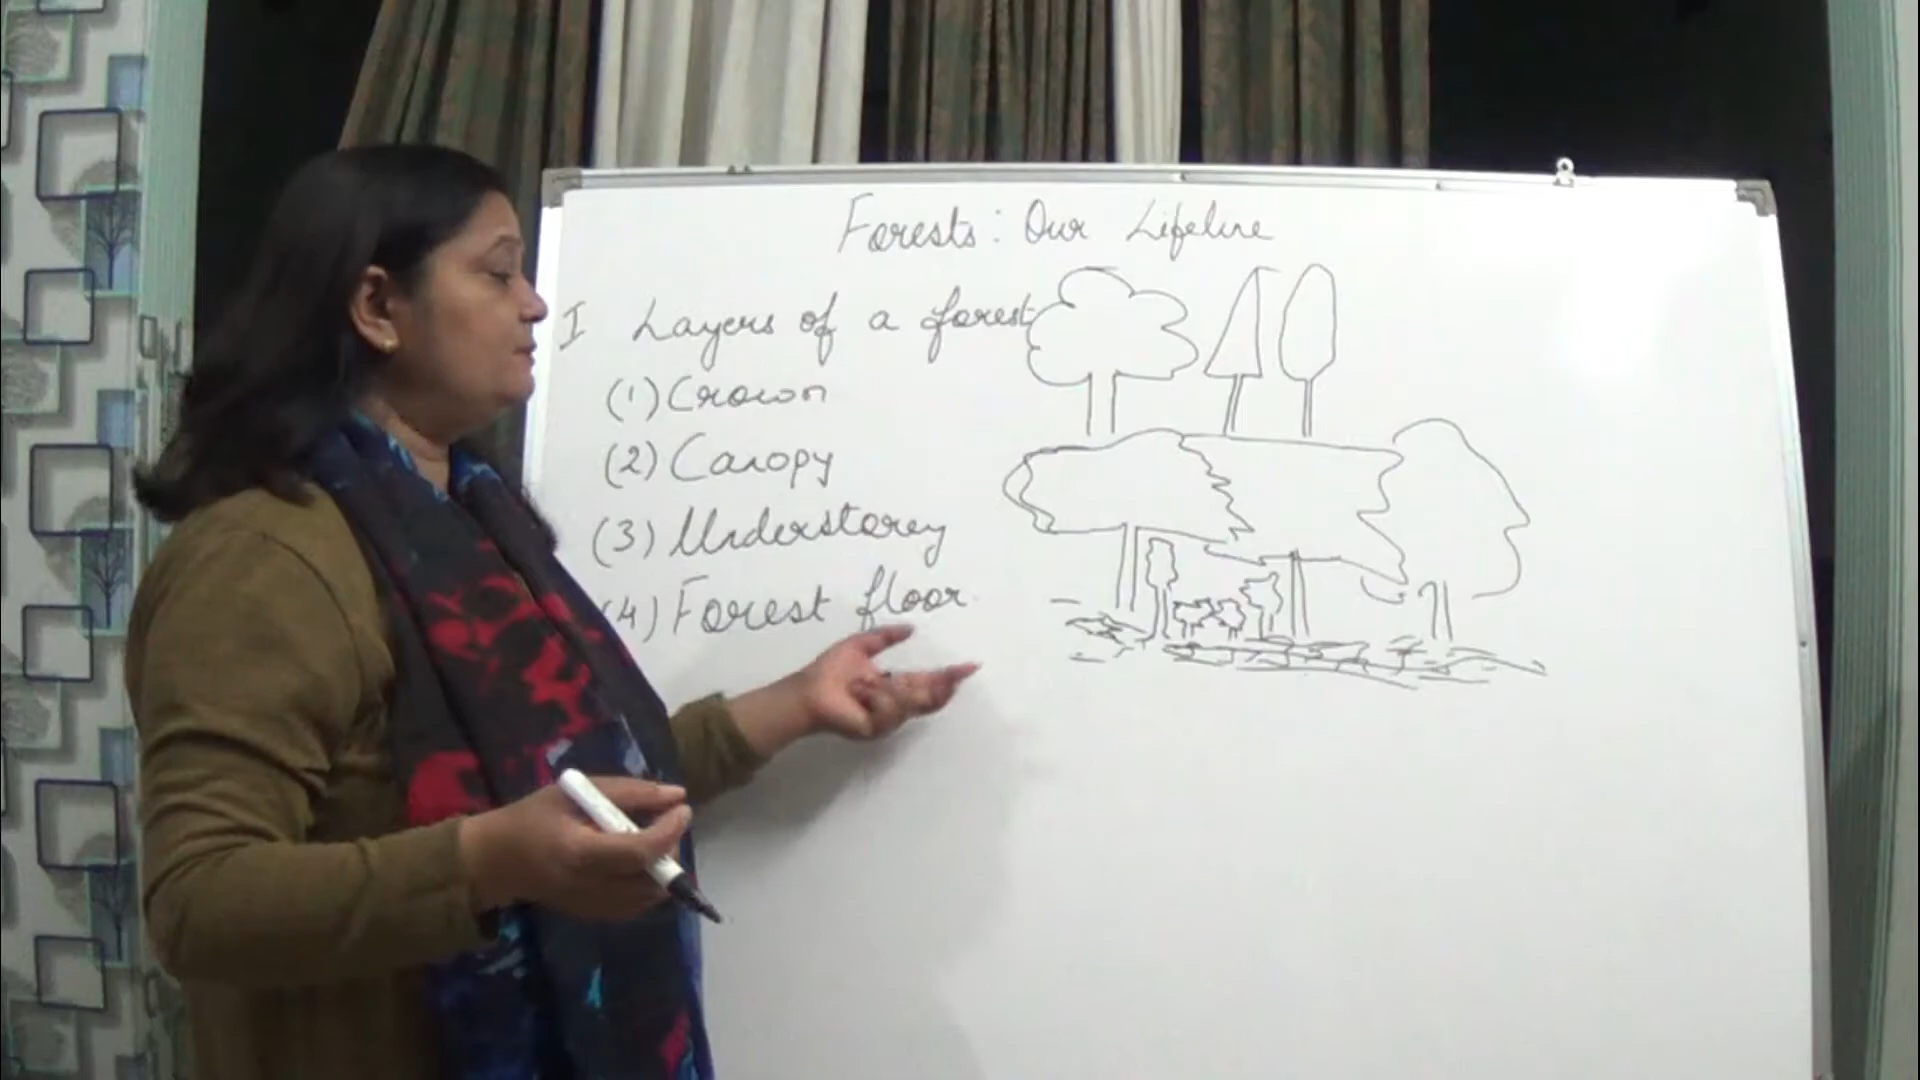 Forests: Our Lifeline
I Layers of a forest
(1) Crown
(2) Canopy
(3) Understorey
(4) Forest floor